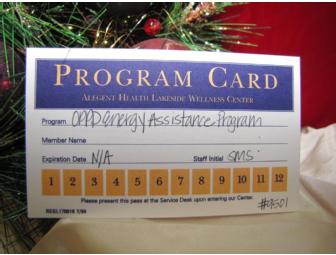 PROGRAM CARD
ALEGENT HEALTH LAKESIDE WELLNESS CENTER
Program OPPD Energy Assistance Program
Member Name
Expiration Date N/A Staff Initial SMS
1 2 3 4 5 6 7 8 9 10 11 12
Please present this pass at the Service Desk upon entering our Center.
#9501